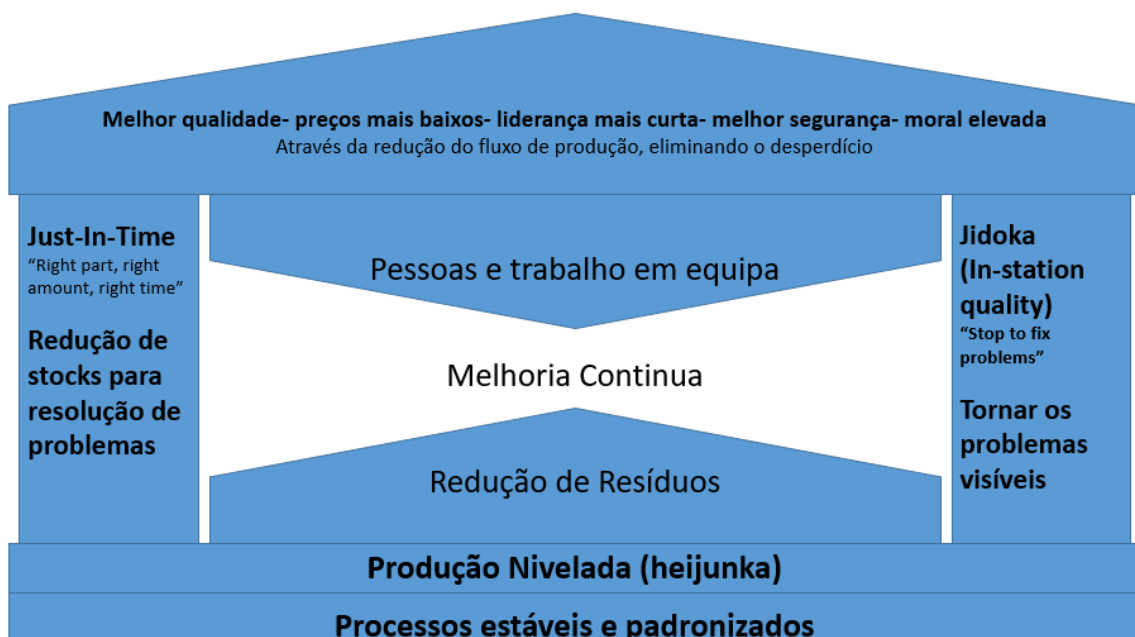 Melhor qualidade- preços mais baixos- liderança mais curta- melhor segurança- moral elevada
Através da redução do fluxo de produção, eliminando o desperdício
Just-In-Time
“Right part, right
amount, right time”
Redução de
stocks para
resolução de
problemas
Pessoas e trabalho em equipa
Melhoria Continua
Redução de Resíduos
Jidoka
(In-station
quality)
“Stop to fix
problems”
Tornar os
problemas
visíveis
Produção Nivelada (heijunka)
Processos estáveis e padronizados